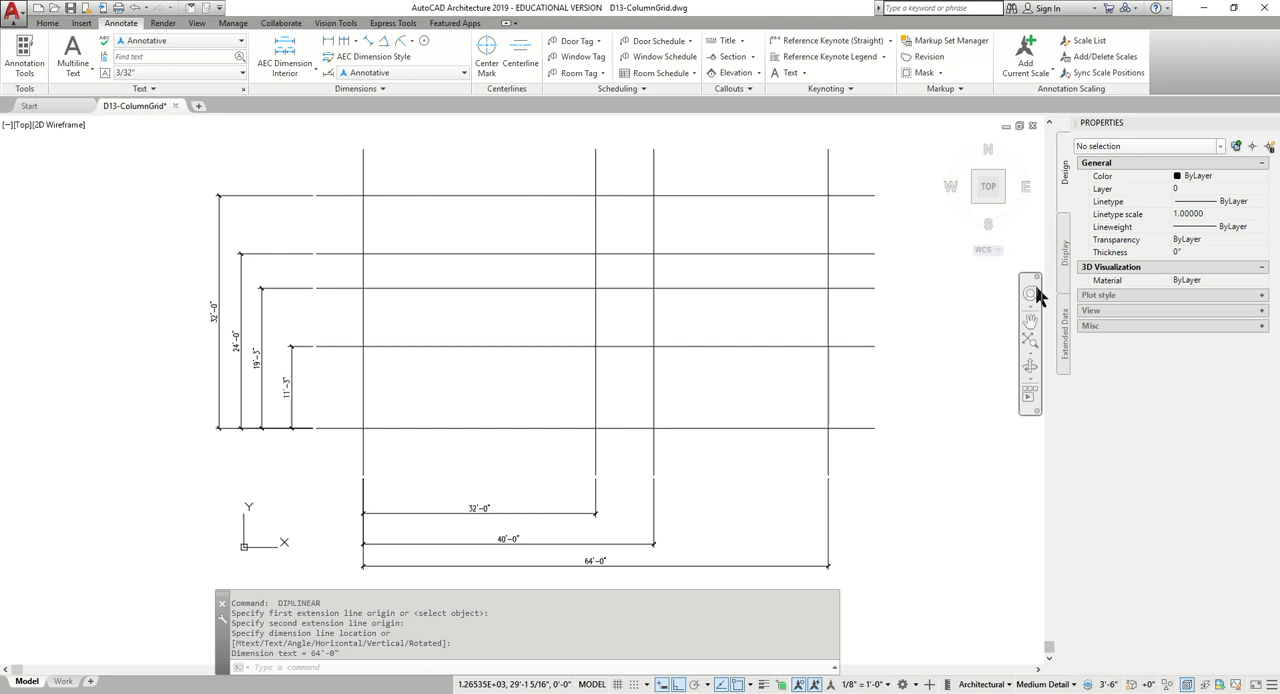 AutoCAD Architecture 2019 - EDUCATIONAL VERSION D13-ColumnGrid.dwg
Type a keyword or phrase
Sign In
Home Insert Annotate Render View Manage Collaborate Vision Tools Express Tools Featured Apps
Annotation Tools
Multiline Text
Annotative
Find text
3/32"
AEC Dimension Interior
AEC Dimension Style
Annotative
Center Mark
Centerline
Door Tag
Window Tag
Room Tag
Door Schedule
Window Schedule
Room Schedule
Title
Section
Elevation
Reference Keynote (Straight)
Reference Keynote Legend
Text
Markup Set Manager
Revision
Mask
Add Current Scale
Scale List
Add/Delete Scales
Sync Scale Positions
Tools Text Dimensions Centerlines Scheduling Callouts Keynoting Markup Annotation Scaling
Start D13-ColumnGrid*
[−][Top][2D Wireframe]
N
W TOP E
S
WCS
32'-0"
24'-0"
19'-3"
11'-3"
32'-0"
40'-0"
64'-0"
Y
X
PROPERTIES
No selection
Design
Display
Extended Data
General
Color ByLayer
Layer 0
Linetype ByLayer
Linetype scale 1.00000
Lineweight ByLayer
Transparency ByLayer
Thickness 0"
3D Visualization
Material ByLayer
Plot style
View
Misc
Command: DIMLINEAR
Specify first extension line origin or <select object>:
Specify second extension line origin:
Specify dimension line location or
[Mtext/Text/Angle/Horizontal/Vertical/Rotated]:
Dimension text = 64'-0"
Type a command
Model Work
1.26535E+03, 29'-1 5/16", 0'-0" MODEL 1/8" = 1'-0" Architectural Medium Detail 3'-6" +0"